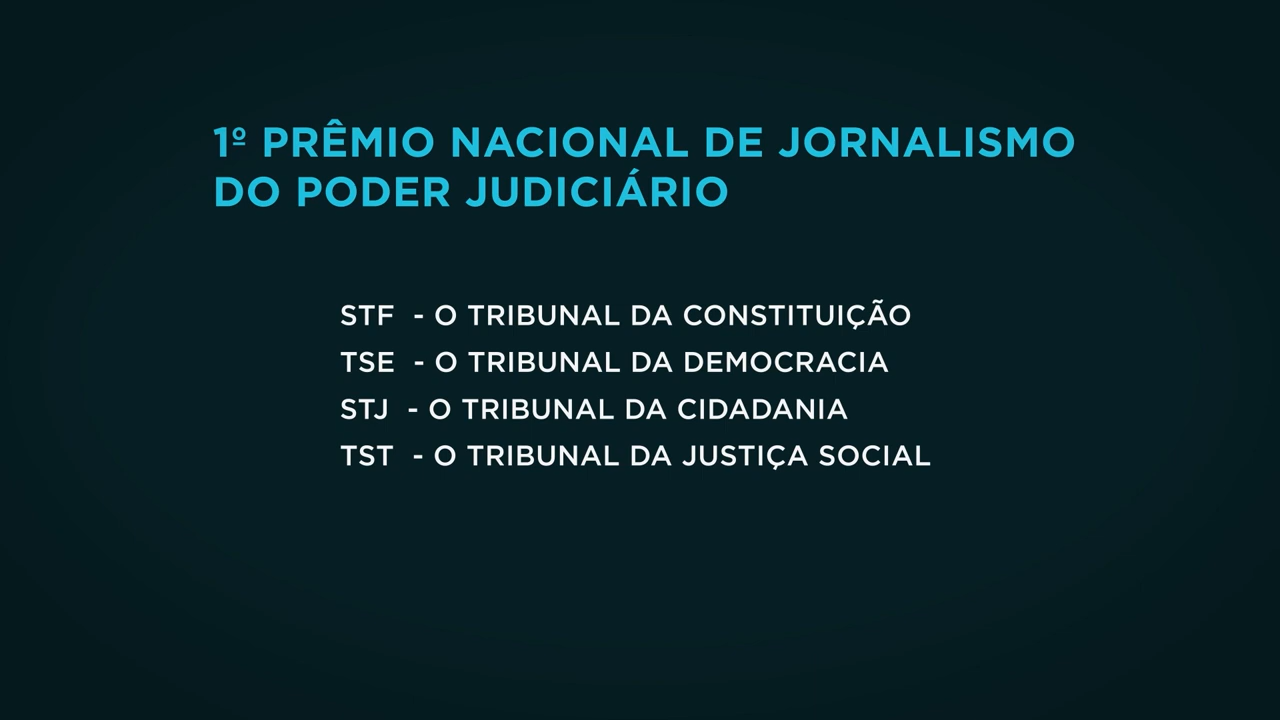 1º PRÊMIO NACIONAL DE JORNALISMO
DO PODER JUDICIÁRIO
STF - O TRIBUNAL DA CONSTITUIÇÃO
TSE - O TRIBUNAL DA DEMOCRACIA
STJ - O TRIBUNAL DA CIDADANIA
TST - O TRIBUNAL DA JUSTIÇA SOCIAL